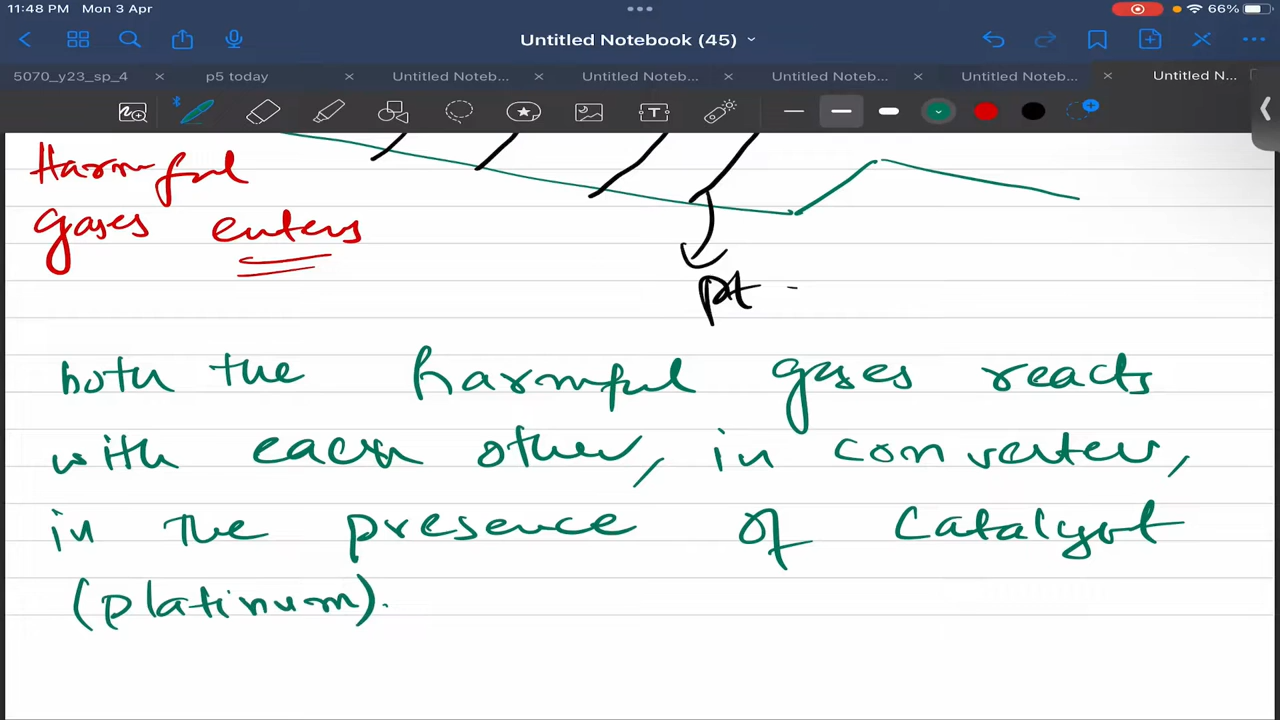 11:48 PM Mon 3 Apr
66%
Untitled Notebook (45)
5070_y23_sp_4
p5 today
Untitled Noteb...
Untitled Noteb...
Untitled Noteb...
Untitled Noteb...
Untitled N...
Harmful
gases enters
pt
both the harmful gases reacts
with each other, in converter,
in the presence of Catalyst
(platinum).